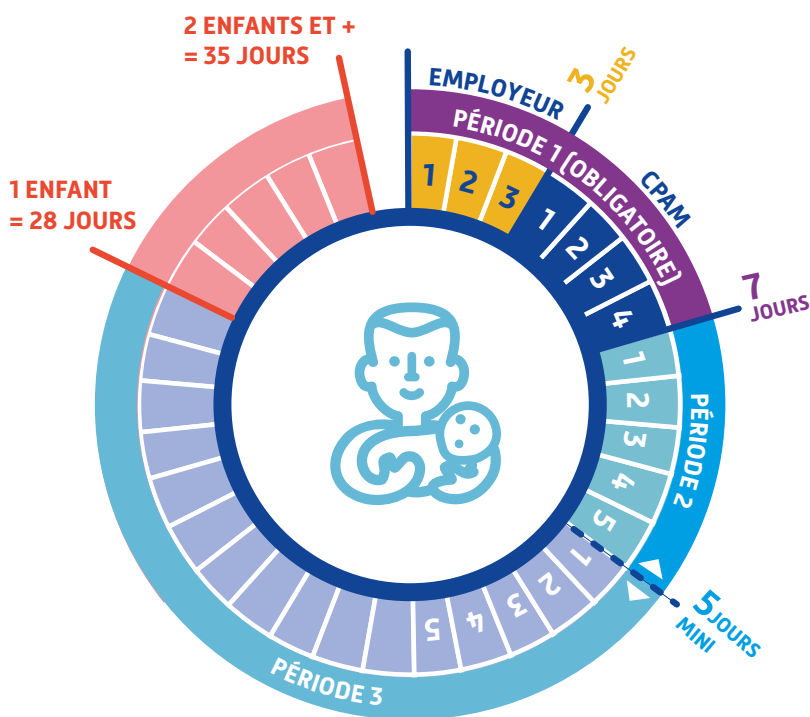 2 ENFANTS ET +
= 35 JOURS
1 ENFANT
= 28 JOURS
EMPLOYEUR
3
JOURS
PÉRIODE 1 (OBLIGATOIRE)
CPAM
1
2
3
1
2
3
4
7
JOURS
1
2
3
4
5
PÉRIODE 2
5 JOURS
MINI
1
2
3
4
5
PÉRIODE 3